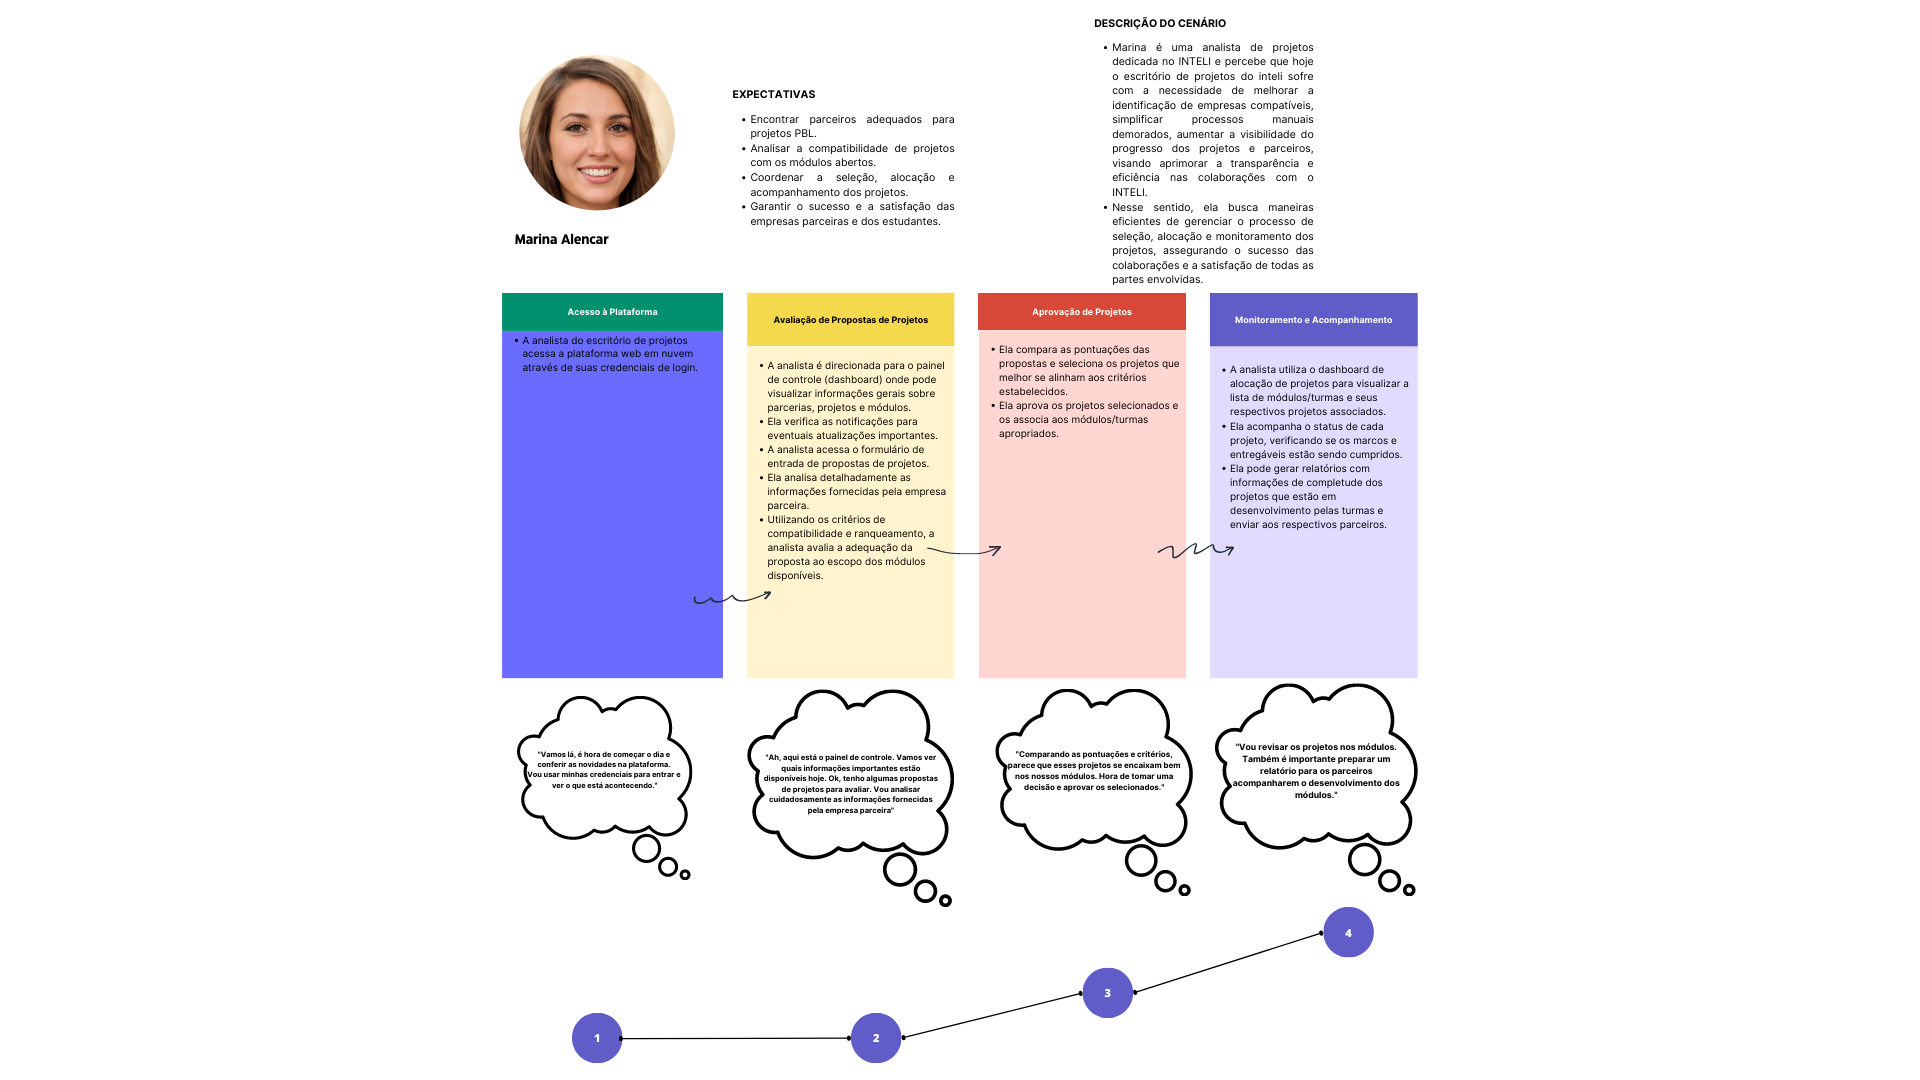 Marina Alencar
EXPECTATIVAS
• Encontrar parceiros adequados para
projetos PBL.
• Analisar a compatibilidade de projetos
com os módulos abertos.
• Coordenar a seleção, alocação e
acompanhamento dos projetos.
• Garantir o sucesso e a satisfação das
empresas parceiras e dos estudantes.
DESCRIÇÃO DO CENÁRIO
• Marina é uma analista de projetos
dedicada no INTELI e percebe que hoje
o escritório de projetos do inteli sofre
com a necessidade de melhorar a
identificação de empresas compatíveis,
simplificar processos manuais
demorados, aumentar a visibilidade do
progresso dos projetos e parceiros,
visando aprimorar a transparência e
eficiência nas colaborações com o
INTELI.
• Nesse sentido, ela busca maneiras
eficientes de gerenciar o processo de
seleção, alocação e monitoramento dos
projetos, assegurando o sucesso das
colaborações e a satisfação de todas as
partes envolvidas.
Acesso à Plataforma
• A analista do escritório de projetos
acessa a plataforma web em nuvem
através de suas credenciais de login.
Avaliação de Propostas de Projetos
• A analista é direcionada para o painel
de controle (dashboard) onde pode
visualizar informações gerais sobre
parcerias, projetos e módulos.
• Ela verifica as notificações para
eventuais atualizações importantes.
• A analista acessa o formulário de
entrada de propostas de projetos.
• Ela analisa detalhadamente as
informações fornecidas pela empresa
parceira.
• Utilizando os critérios de
compatibilidade e ranqueamento, a
analista avalia a adequação da
proposta ao escopo dos módulos
disponíveis.
Aprovação de Projetos
• Ela compara as pontuações das
propostas e seleciona os projetos que
melhor se alinham aos critérios
estabelecidos.
• Ela aprova os projetos selecionados e
os associa aos módulos/turmas
apropriados.
Monitoramento e Acompanhamento
• A analista utiliza o dashboard de
alocação de projetos para visualizar a
lista de módulos/turmas e seus
respectivos projetos associados.
• Ela acompanha o status de cada
projeto, verificando se os marcos e
entregáveis estão sendo cumpridos.
• Ela pode gerar relatórios com
informações de completude dos
projetos que estão em
desenvolvimento pelas turmas e
enviar aos respectivos parceiros.
"Vamos lá, é hora de começar o dia e
conferir as novidades na plataforma.
Vou usar minhas credenciais para entrar e
ver o que está acontecendo."
"Ah, aqui está o painel de controle. Vamos ver
quais informações importantes estão
disponíveis hoje. Ok, tenho algumas propostas
de projetos para avaliar. Vou analisar
cuidadosamente as informações fornecidas
pela empresa parceira"
"Comparando as pontuações e critérios,
parece que esses projetos se encaixam bem
nos nossos módulos. Hora de tomar uma
decisão e aprovar os selecionados."
"Vou revisar os projetos nos módulos.
Também é importante preparar um
relatório para os parceiros
acompanharem o desenvolvimento dos
módulos."
1
2
3
4